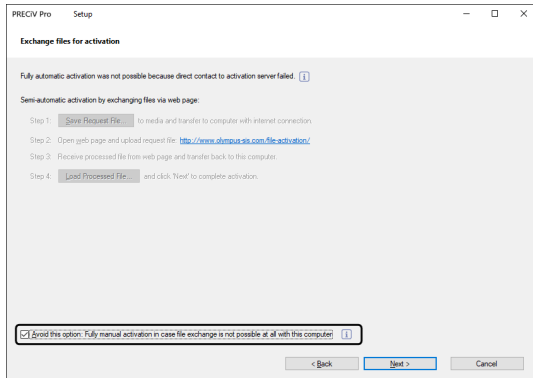 PRECiV Pro Setup
Exchange files for activation
Fully automatic activation was not possible because direct contact to activation server failed. i
Semi-automatic activation by exchanging files via web page:
Step 1: Save Request File... to media and transfer to computer with internet connection.
Step 2: Open web page and upload request file: http://www.olympus-sis.com/file-activation/
Step 3: Receive processed file from web page and transfer back to this computer.
Step 4: Load Processed File... and click 'Next' to complete activation.
Avoid this option: Fully manual activation in case file exchange is not possible at all with this computer i
< Back Next > Cancel